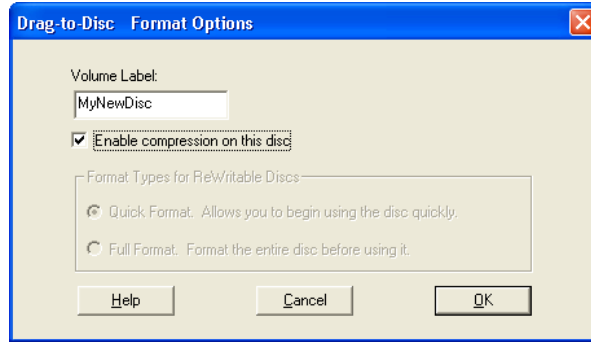 Drag-to-Disc Format Options
Volume Label:
MyNewDisc
Enable compression on this disc
Format Types for ReWritable Discs
Quick Format. Allows you to begin using the disc quickly.
Full Format. Format the entire disc before using it.
Help Cancel OK